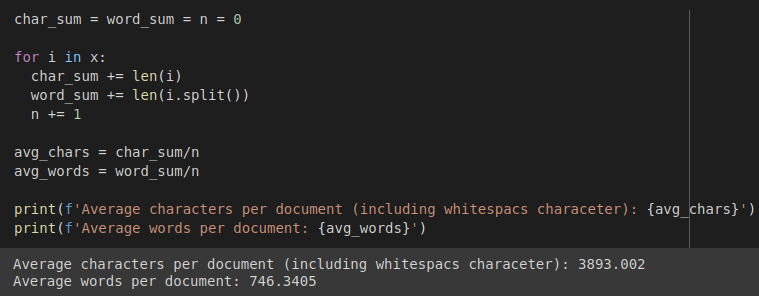 char_sum = word_sum = n = 0
for i in x:
char_sum += len(i)
word_sum += len(i.split())
n += 1
avg_chars = char_sum/n
avg_words = word_sum/n
print(f'Average characters per document (including whitespacs characeter): {avg_chars}')
print(f'Average words per document: {avg_words}')
Average characters per document (including whitespacs characeter): 3893.002
Average words per document: 746.3405